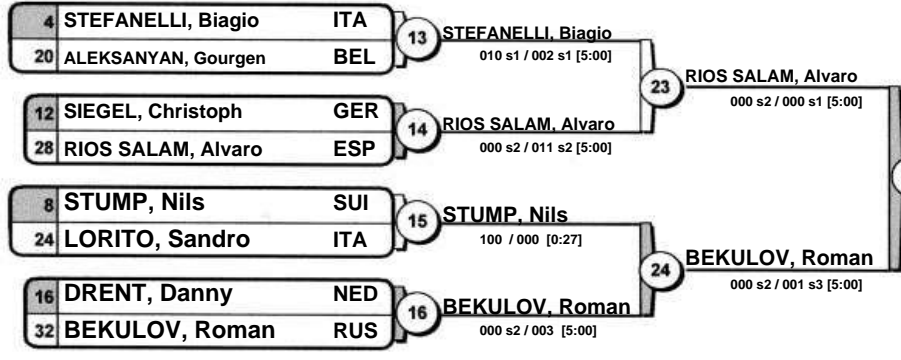 4 STEFANELLI, Biagio ITA
20 ALEKSANYAN, Gourgen BEL
13
STEFANELLI, Biagio
010 s1 / 002 s1 [5:00]
12 SIEGEL, Christoph GER
28 RIOS SALAM, Alvaro ESP
14
RIOS SALAM, Alvaro
000 s2 / 011 s2 [5:00]
23
RIOS SALAM, Alvaro
000 s2 / 000 s1 [5:00]
8 STUMP, Nils SUI
24 LORITO, Sandro ITA
15
STUMP, Nils
100 / 000 [0:27]
16 DRENT, Danny NED
32 BEKULOV, Roman RUS
16
BEKULOV, Roman
000 s2 / 003 [5:00]
24
BEKULOV, Roman
000 s2 / 001 s3 [5:00]